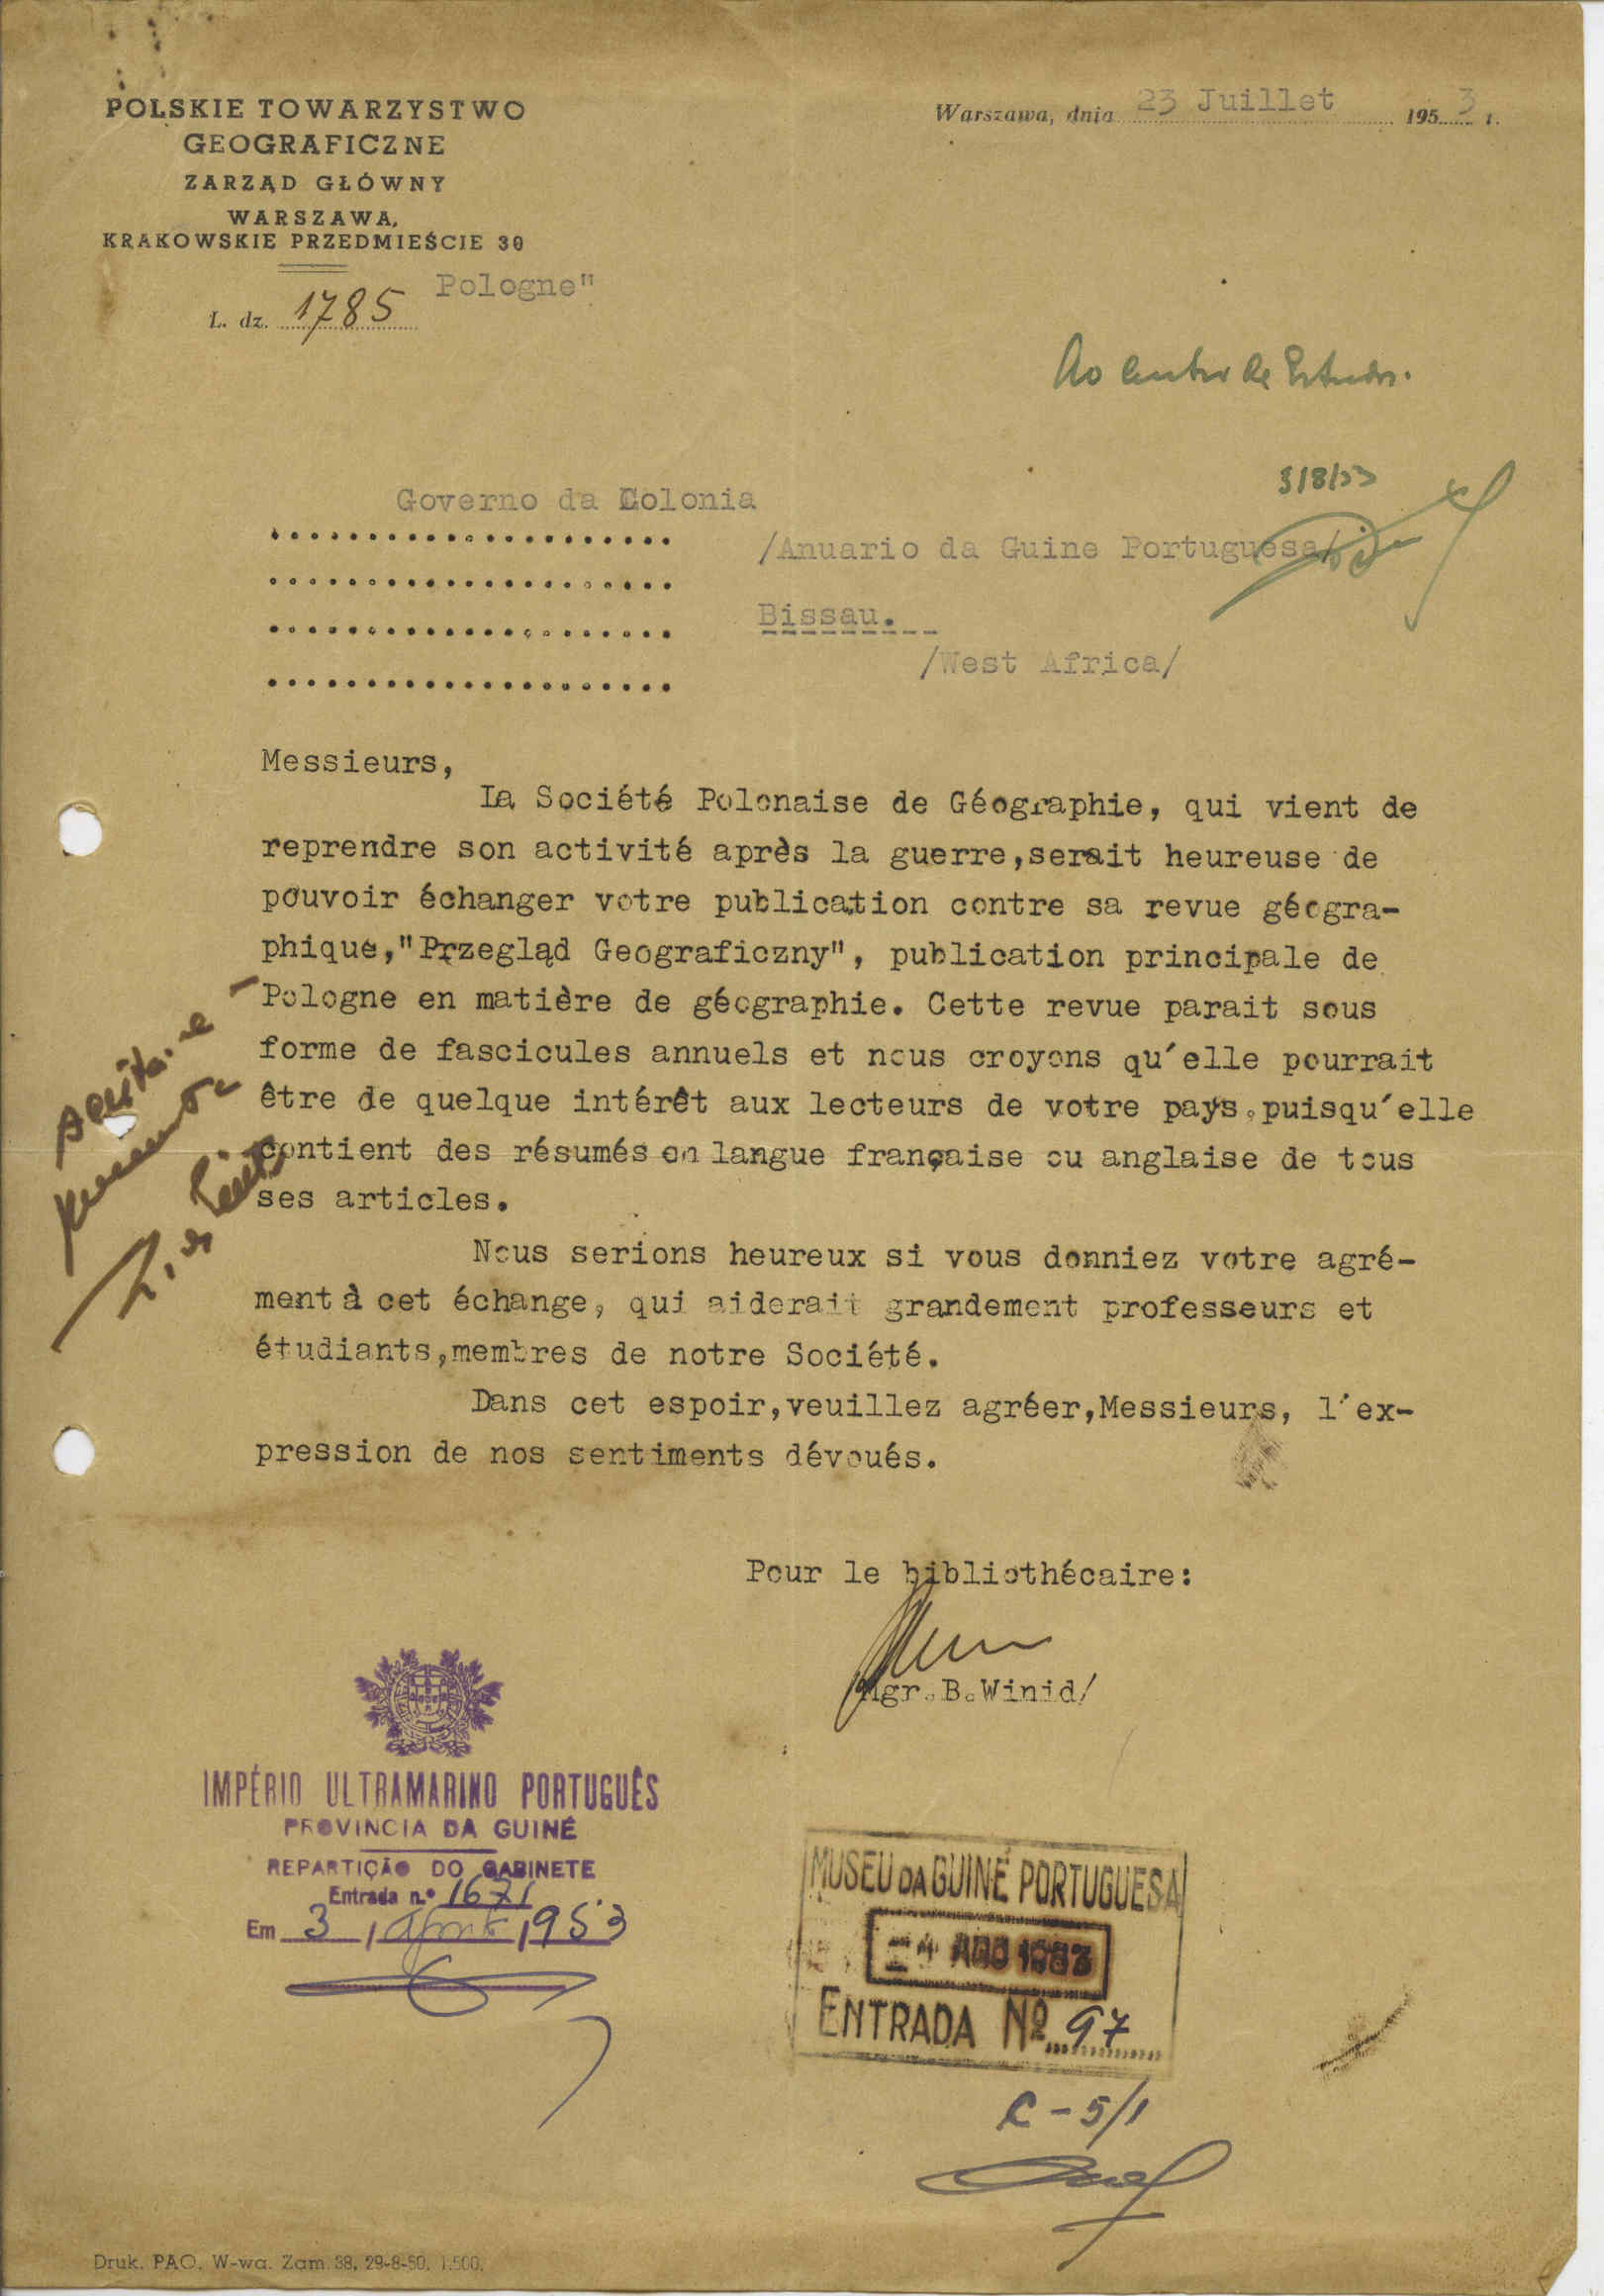 POLSKIE TOWARZYSTWO
GEOGRAFICZNE
ZARZĄD GŁÓWNY
WARSZAWA,
KRAKOWSKIE PRZEDMIEŚCIE 30
Pologne"
L. dz. 1785
Warszawa, dnia 23 Juillet 1953 r.
Ao Centro de Estudos.
3/8/53
Governo da Colonia
/Anuario da Guine Portuguesa/
Bissau.
/West Africa/
Messieurs,
La Société Polonaise de Géographie, qui vient de
reprendre son activité après la guerre,serait heureuse de
pouvoir échanger votre publication contre sa revue géogra-
phique,"Przegląd Geograficzny", publication principale de
Pologne en matière de géographie. Cette revue parait sous
forme de fascicules annuels et nous croyons qu'elle pourrait
être de quelque intérêt aux lecteurs de votre pays,puisqu'elle
contient des résumés en langue française ou anglaise de tous
ses articles.
Nous serions heureux si vous donniez votre agré-
ment à cet échange, qui aiderait grandement professeurs et
étudiants,membres de notre Société.
Dans cet espoir,veuillez agréer,Messieurs, l'ex-
pression de nos sentiments dévoués.
Pour le bibliothécaire:
Mgr.B.Winid/
IMPÉRIO ULTRAMARINO PORTUGUÊS
PROVINCIA DA GUINÉ
REPARTIÇÃO DO GABINETE
Entrada n.º 1671
Em 3 / / 1953
MUSEU DA GUINÉ PORTUGUESA
4 AGO 1953
ENTRADA Nº 97
C-5/1
Druk. PAO. W-wa. Zam. 38, 29-8-50. 1.500.